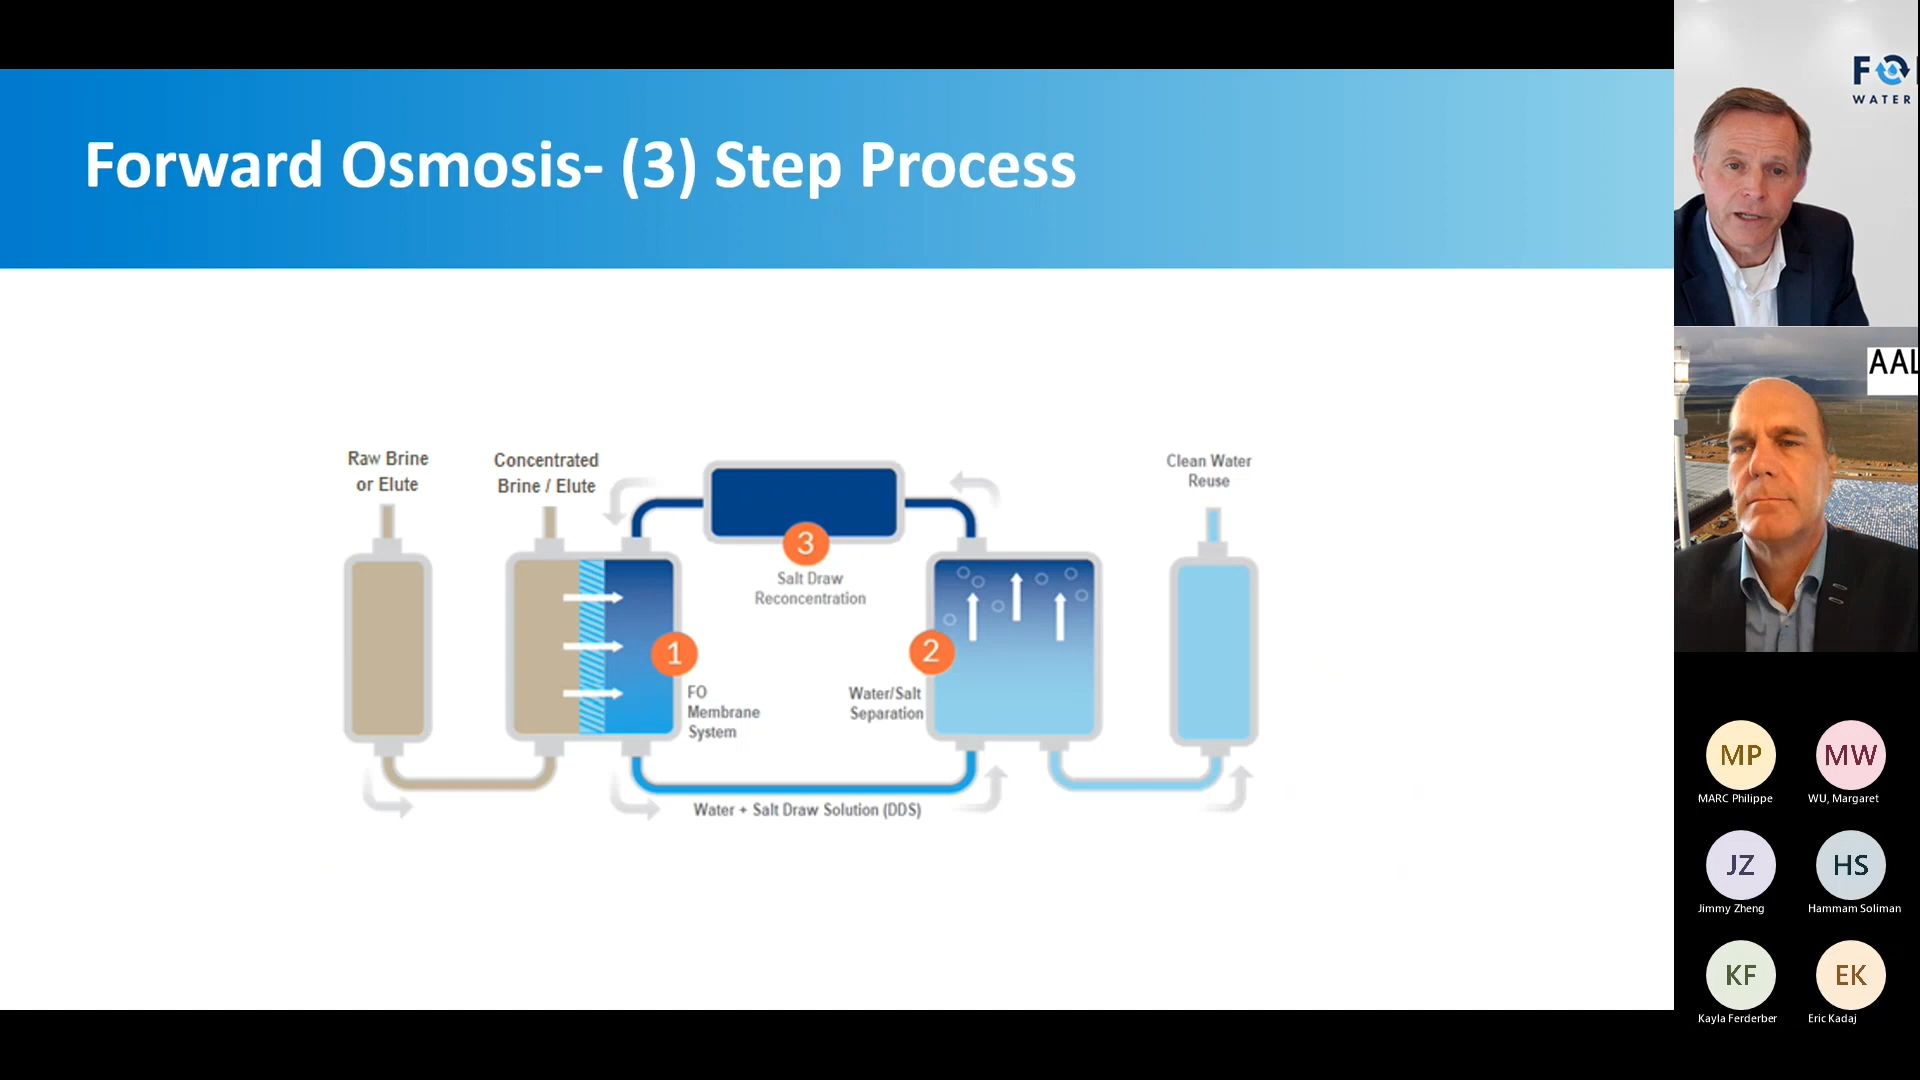 Forward Osmosis- (3) Step Process
Raw Brine
or Elute
Concentrated
Brine / Elute
3
Salt Draw
Reconcentration
Clean Water
Reuse
1
FO
Membrane
System
2
Water/Salt
Separation
Water + Salt Draw Solution (DDS)
WATER
AAL
MP
MARC Philippe
MW
WU, Margaret
JZ
Jimmy Zheng
HS
Hammam Soliman
KF
Kayla Ferderber
EK
Eric Kadaj